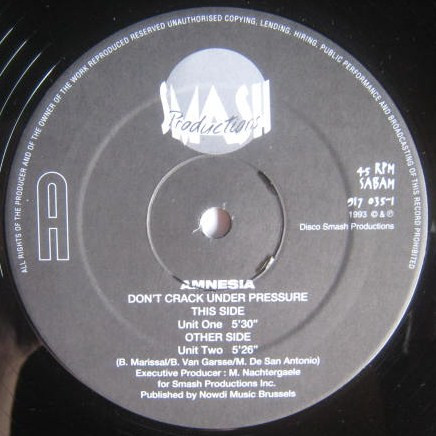 ALL RIGHTS OF THE PRODUCER AND OF THE OWNER OF THE WORK REPRODUCED RESERVED UNAUTHORISED COPYING, LENDING, HIRING, PUBLIC PERFORMANCE AND BROADCASTING OF THIS RECORD PROHIBITED
SMASH
Productions
A
45 RPM
SABAM
917 035-1
1993 © & ℗
Disco Smash Productions
AMNESIA
DON'T CRACK UNDER PRESSURE
THIS SIDE
Unit One 5'30"
OTHER SIDE
Unit Two 5'26"
(B. Marissal/B. Van Garsse/M. De San Antonio)
Executive Producer : M. Nachtergaele
for Smash Productions Inc.
Published by Nowdi Music Brussels